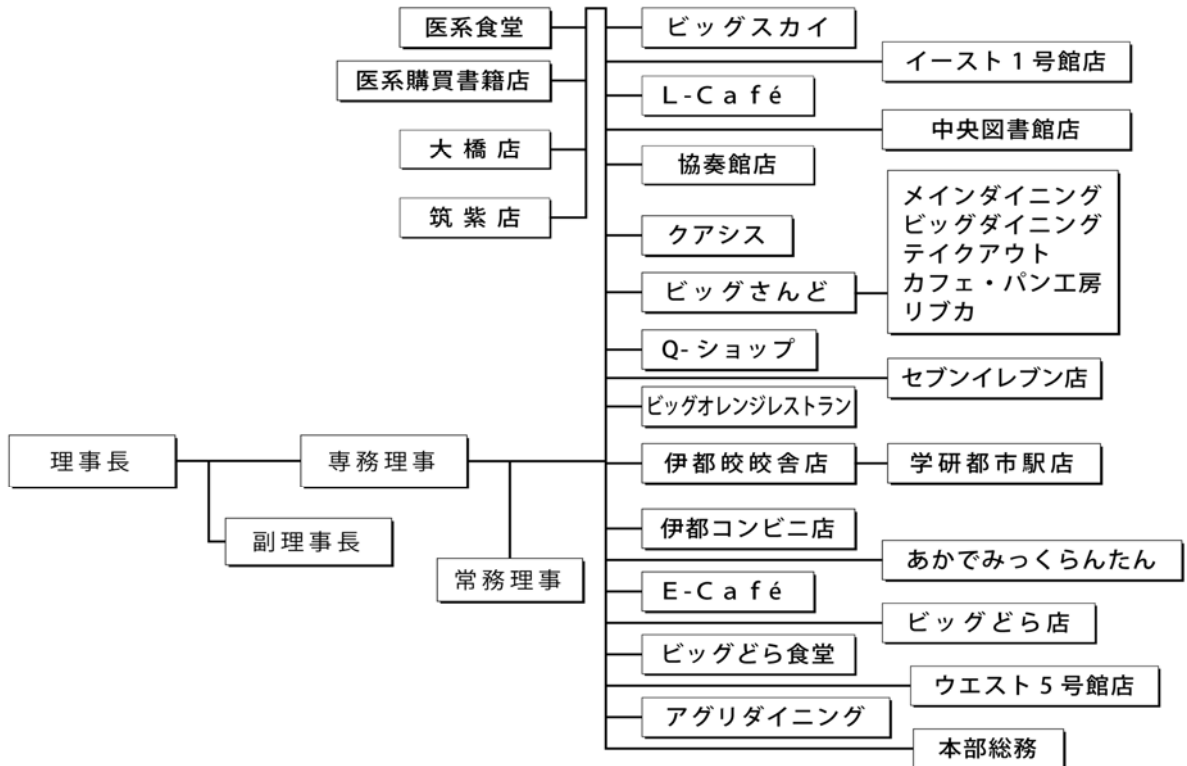 医系食堂
ビッグスカイ
イースト1号館店
医系購買書籍店
L-Café
中央図書館店
大橋店
協奏館店
メインダイニング
ビッグダイニング
テイクアウト
カフェ・パン工房
リブカ
筑紫店
クアシス
ビッグさんど
Q-ショップ
セブンイレブン店
ビッグオレンジレストラン
理事長
専務理事
伊都皎皎舎店
学研都市駅店
副理事長
伊都コンビニ店
常務理事
あかでみっくらんたん
E-Café
ビッグどら店
ビッグどら食堂
ウエスト5号館店
アグリダイニング
本部総務